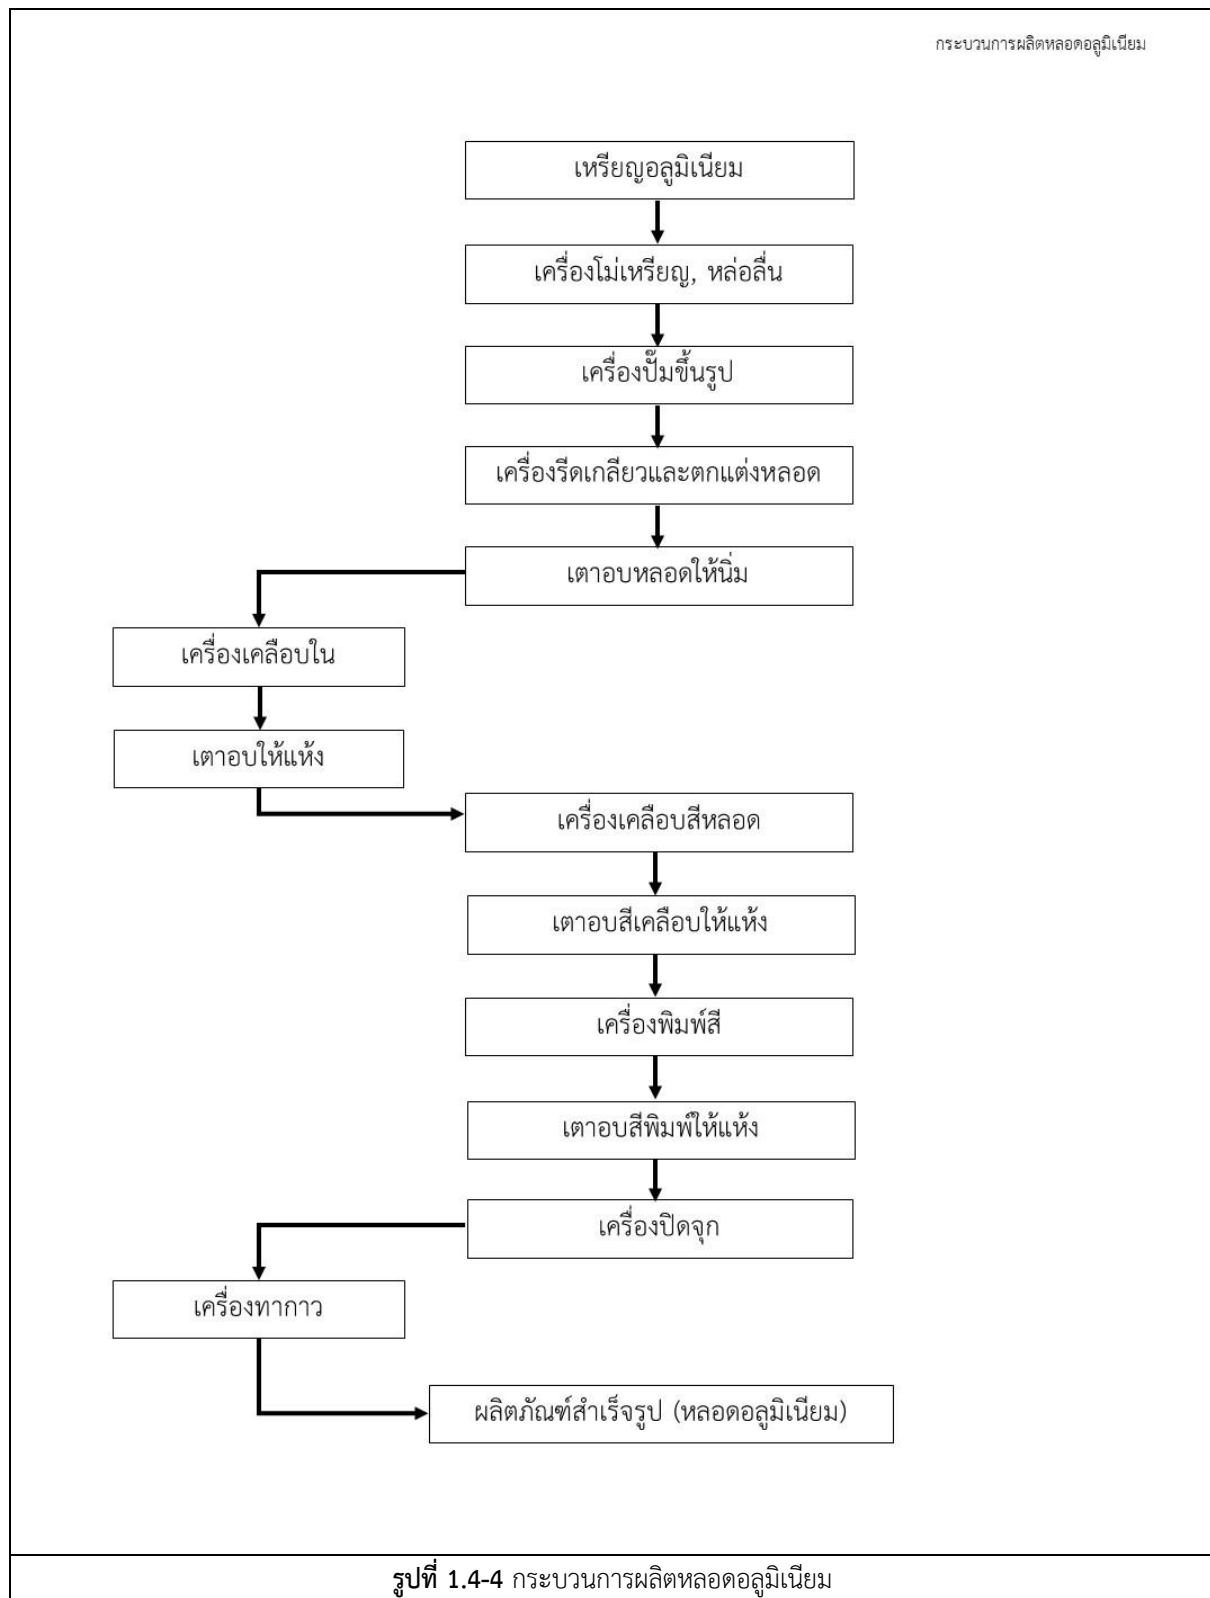 กระบวนการผลิตหลอดอลูมิเนียม
เหรียญอลูมิเนียม
เครื่องโม่เหรียญ, หล่อลื่น
เครื่องปั๊มขึ้นรูป
เครื่องรีดเกลียวและตกแต่งหลอด
เตาอบหลอดให้นิ่ม
เครื่องเคลือบใน
เตาอบให้แห้ง
เครื่องเคลือบสีหลอด
เตาอบสีเคลือบให้แห้ง
เครื่องพิมพ์สี
เตาอบสีพิมพ์ให้แห้ง
เครื่องปิดจุก
เครื่องทากาว
ผลิตภัณฑ์สำเร็จรูป (หลอดอลูมิเนียม)
รูปที่ 1.4-4 กระบวนการผลิตหลอดอลูมิเนียม